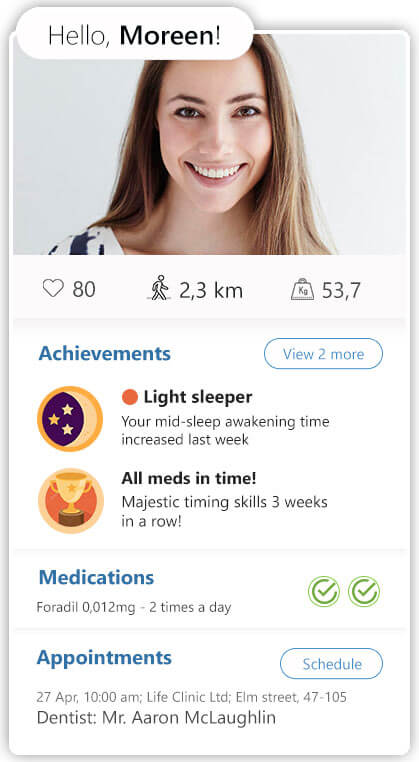 Hello, Moreen!
80
2,3 km
Kg
53,7
Achievements
View 2 more
Light sleeper
Your mid-sleep awakening time
increased last week
All meds in time!
Majestic timing skills 3 weeks
in a row!
Medications
Foradil 0,012mg - 2 times a day
Appointments
Schedule
27 Apr, 10:00 am; Life Clinic Ltd; Elm street, 47-105
Dentist: Mr. Aaron McLaughlin